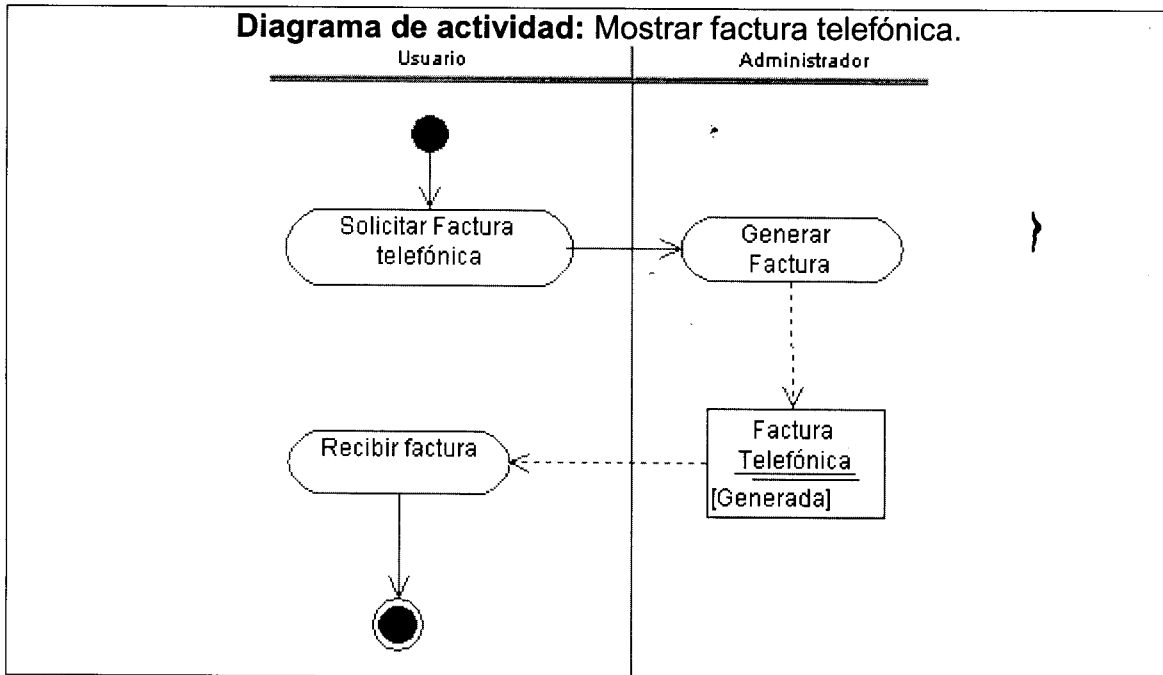 Diagrama de actividad: Mostrar factura telefónica.
Usuario
Administrador
Solicitar Factura
telefónica
Generar
Factura
Recibir factura
Factura
Telefónica
[Generada]